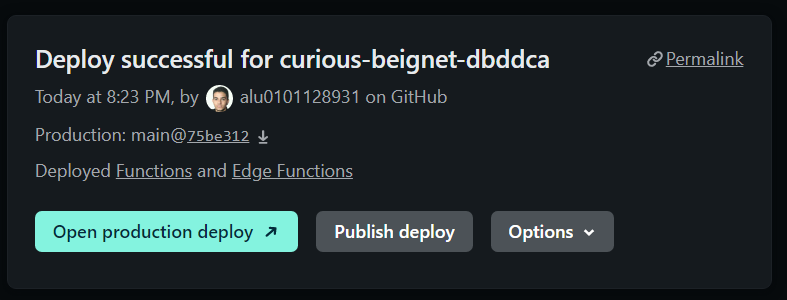 Deploy successful for curious-beignet-dbddca
Permalink
Today at 8:23 PM, by alu0101128931 on GitHub
Production: main@75be312
Deployed Functions and Edge Functions
Open production deploy
Publish deploy
Options